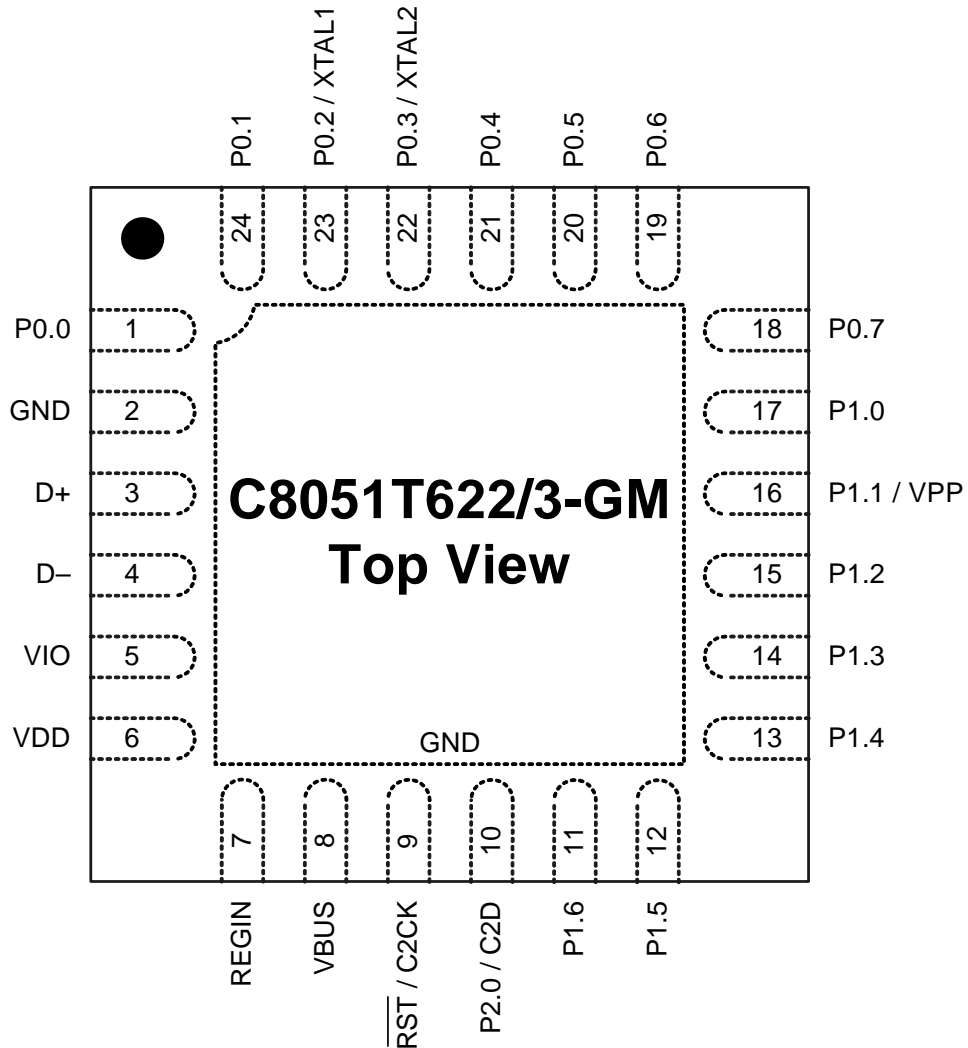 P0.1
P0.2 / XTAL1
P0.3 / XTAL2
P0.4
P0.5
P0.6
24
23
22
21
20
19
P0.0
1
18
P0.7
GND
2
17
P1.0
D+
3
16
P1.1 / VPP
C8051T622/3-GM
Top View
D–
4
15
P1.2
VIO
5
14
P1.3
VDD
6
13
P1.4
GND
7
8
9
10
11
12
REGIN
VBUS
RST / C2CK
P2.0 / C2D
P1.6
P1.5